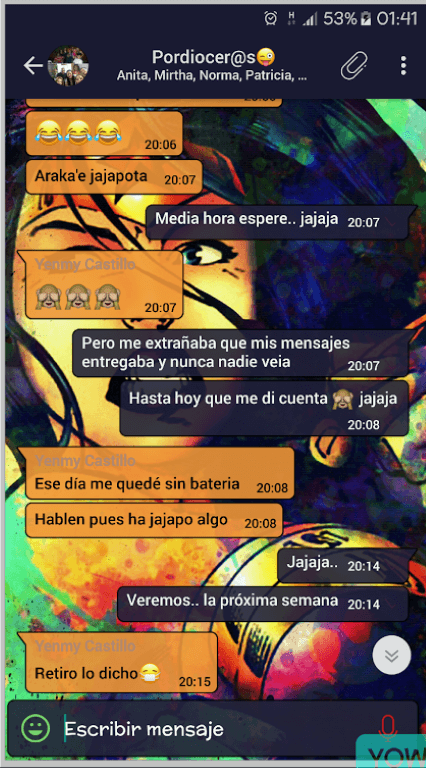 H 53% 01:41
Pordiocer@s😜
Anita, Mirtha, Norma, Patricia, ...
😂😂😂 20:06
Araka'e jajapota 20:07
Media hora espere.. jajaja 20:07
Yenmy Castillo
🙈🙈🙈 20:07
Pero me extrañaba que mis mensajes
entregaba y nunca nadie veia 20:07
Hasta hoy que me di cuenta 🙈 jajaja
20:08
Yenmy Castillo
Ese día me quedé sin bateria 20:08
Hablen pues ha jajapo algo 20:08
Jajaja.. 20:14
Veremos.. la próxima semana 20:14
Yenmy Castillo
Retiro lo dicho😷 20:15
Escribir mensaje
YOW